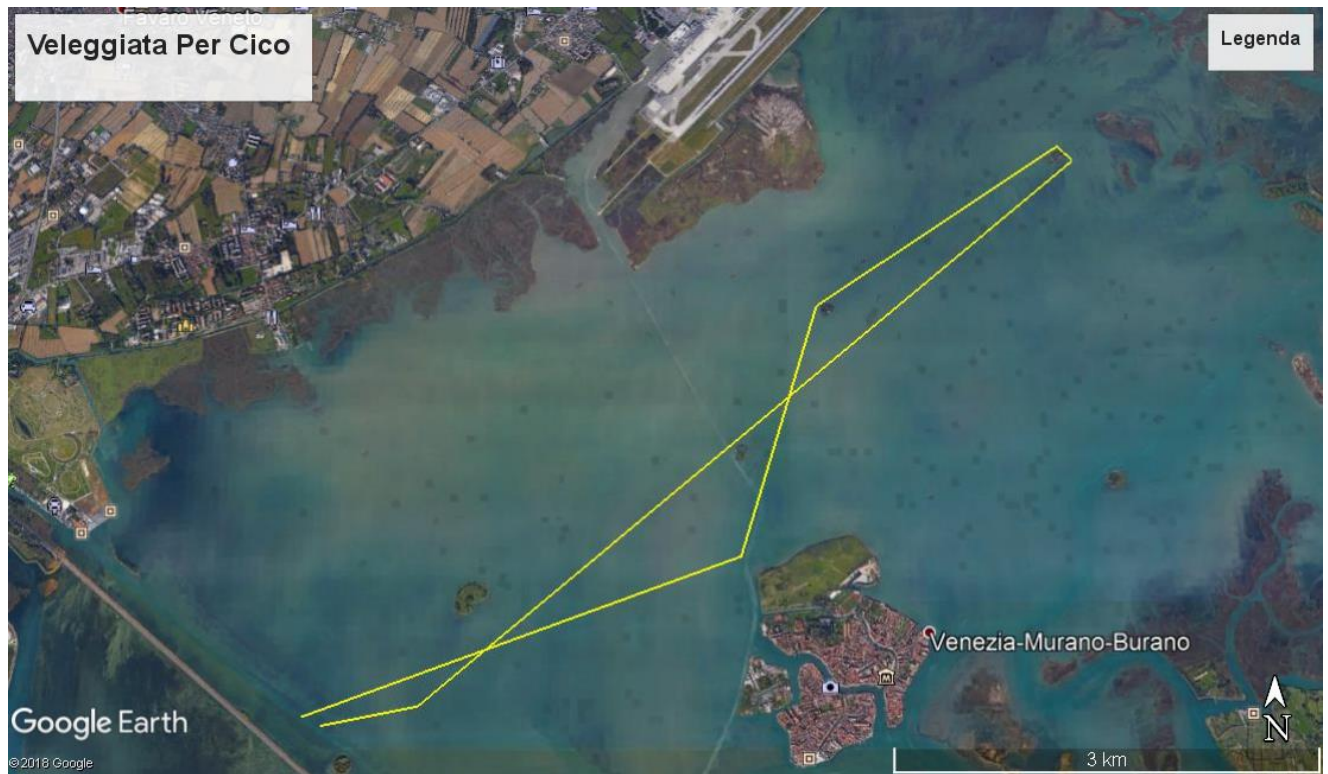 Favaro Veneto
Veleggiata Per Cico
Legenda
Venezia-Murano-Burano
M
Google Earth
N
©2018 Google
3 km